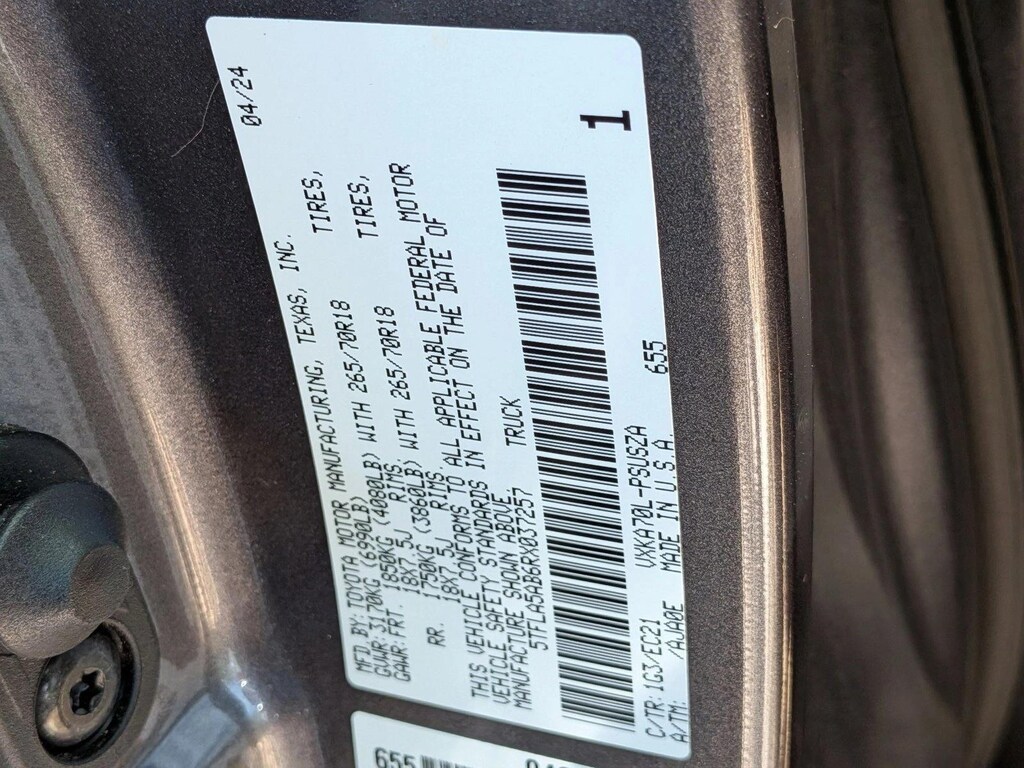 04/24
MFD.BY:TOYOTA MOTOR MANUFACTURING, TEXAS, INC.
GVWR:3170KG (6990LB)
GAWR:FRT. 1850KG (4080LB) WITH 265/70R18 TIRES,
18X7.5J RIMS,
RR. 1750KG (3860LB) WITH 265/70R18 TIRES,
18X7.5J RIMS,
THIS VEHICLE CONFORMS TO ALL APPLICABLE FEDERAL MOTOR
VEHICLE SAFETY STANDARDS IN EFFECT ON THE DATE OF
MANUFACTURE SHOWN ABOVE.
5TFLA5AB6RX037257 TRUCK
1
C/TR:1G3/EC21 VXKA70L-PSUSZA 655
A/TM: /AJA0E MADE IN U.S.A.
655